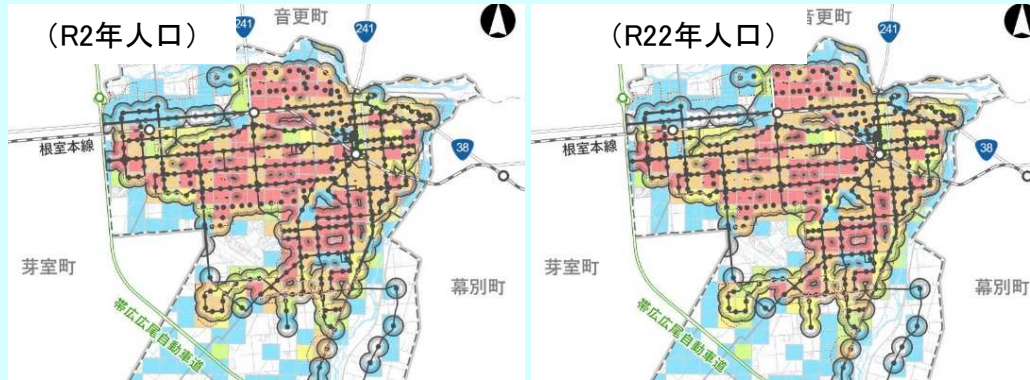 （R2年人口）
音更町
241
241
根室本線
38
芽室町
幕別町
帯広広尾自動車道
（R22年人口）
音更町
241
根室本線
38
芽室町
幕別町
帯広広尾自動車道